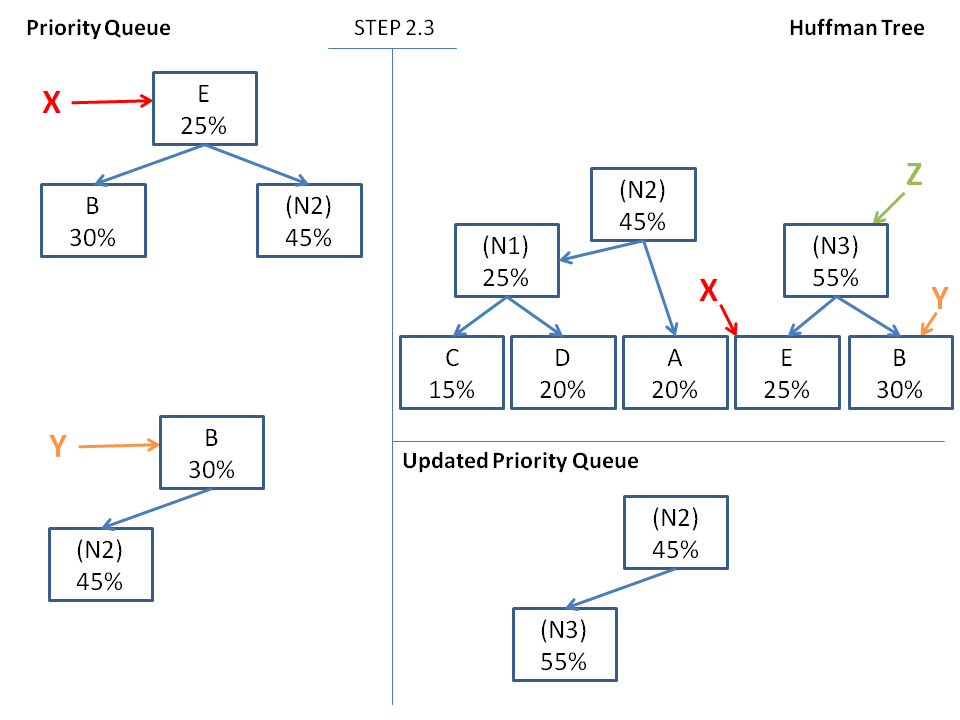 Priority Queue
STEP 2.3
Huffman Tree
X
E
25%
B
30%
(N2)
45%
Y
B
30%
(N2)
45%
(N2)
45%
Z
(N1)
25%
(N3)
55%
X
Y
C
15%
D
20%
A
20%
E
25%
B
30%
Updated Priority Queue
(N2)
45%
(N3)
55%